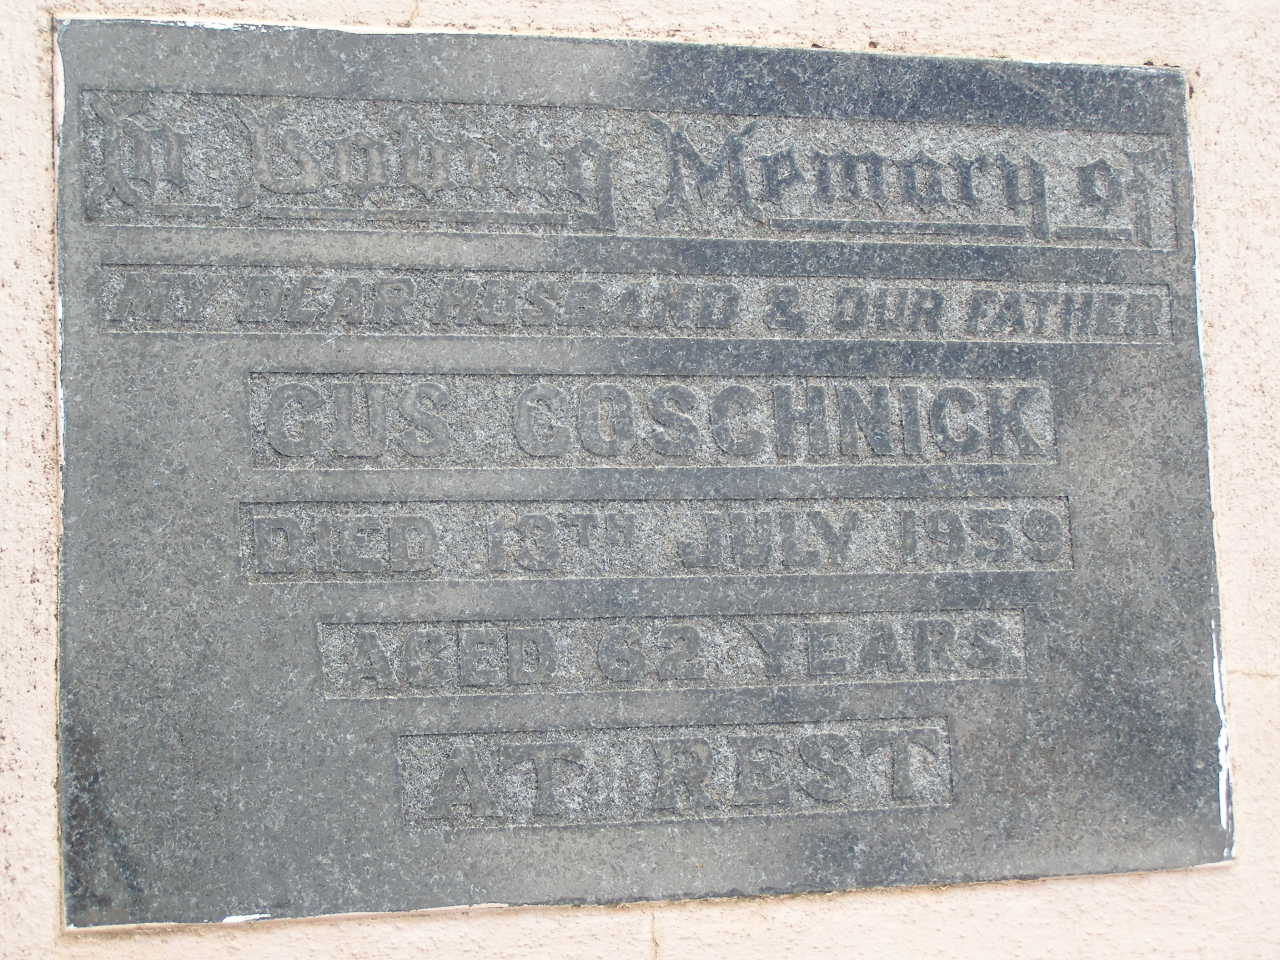 In Loving Memory of
MY DEAR HUSBAND & OUR FATHER
GUS GOSCHNICK
DIED 13TH JULY 1959
AGED 62 YEARS
AT REST